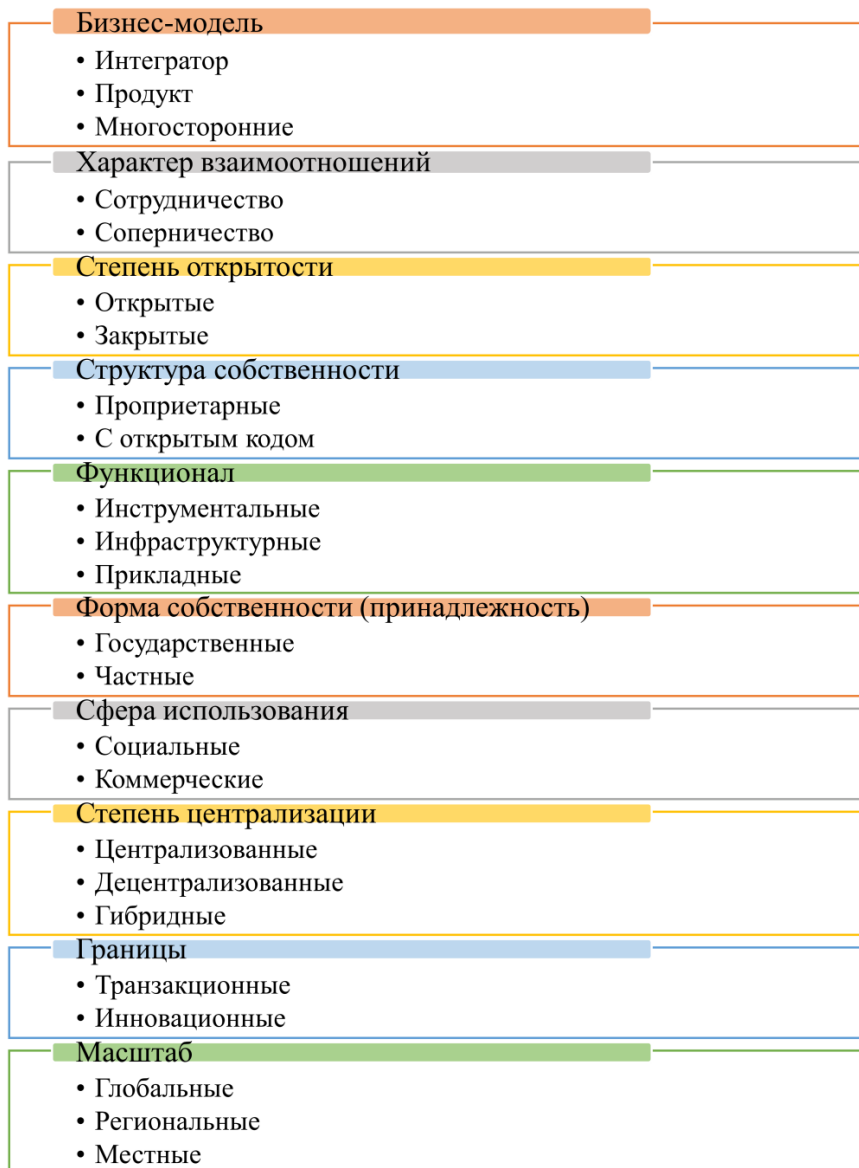 Бизнес-модель
• Интегратор
• Продукт
• Многосторонние
Характер взаимоотношений
• Сотрудничество
• Соперничество
Степень открытости
• Открытые
• Закрытые
Структура собственности
• Проприетарные
• С открытым кодом
Функционал
• Инструментальные
• Инфраструктурные
• Прикладные
Форма собственности (принадлежность)
• Государственные
• Частные
Сфера использования
• Социальные
• Коммерческие
Степень централизации
• Централизованные
• Децентрализованные
• Гибридные
Границы
• Транзакционные
• Инновационные
Масштаб
• Глобальные
• Региональные
• Местные